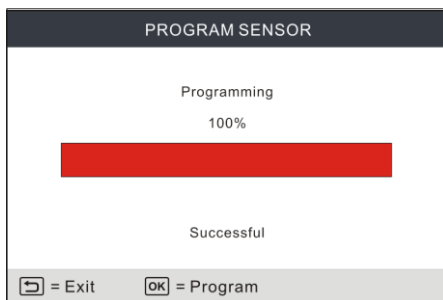 PROGRAM SENSOR
Programming
100%
Successful
= Exit OK = Program